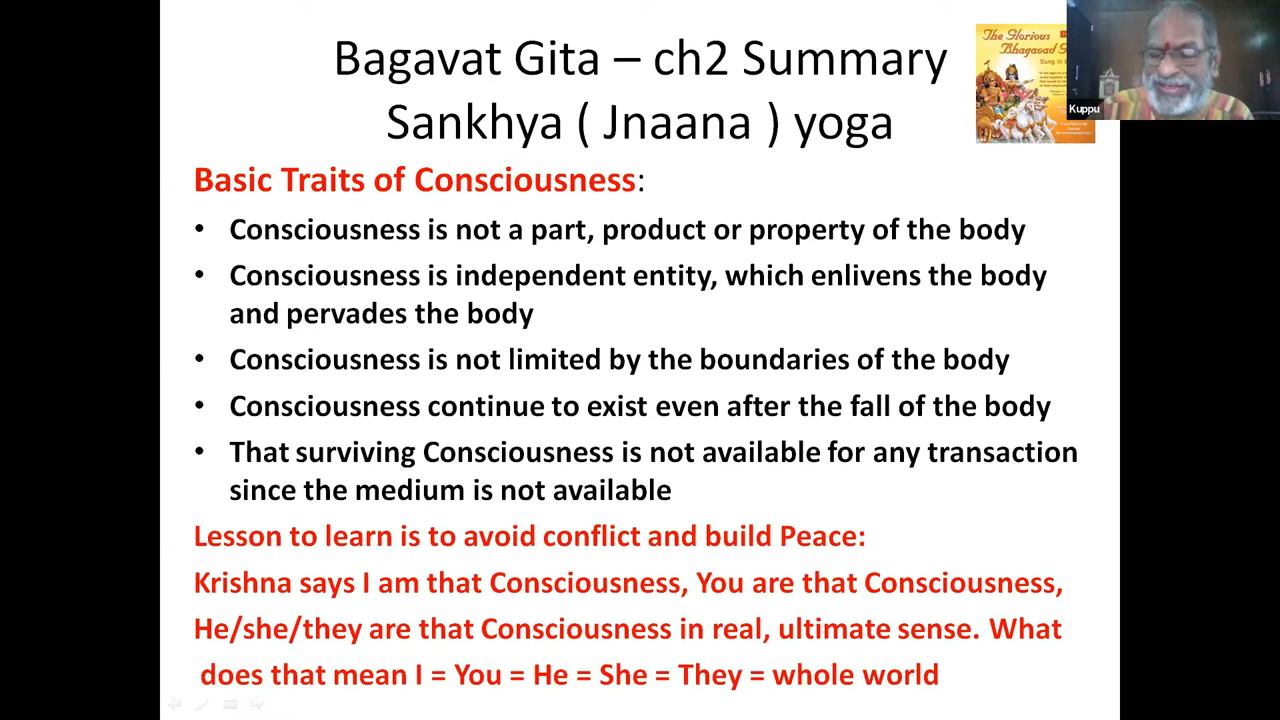 Bagavat Gita – ch2 Summary
Sankhya ( Jnaana ) yoga
The Glorious
Bhagavad
Sung in
Kuppu
Basic Traits of Consciousness:
• Consciousness is not a part, product or property of the body
• Consciousness is independent entity, which enlivens the body
and pervades the body
• Consciousness is not limited by the boundaries of the body
• Consciousness continue to exist even after the fall of the body
• That surviving Consciousness is not available for any transaction
since the medium is not available
Lesson to learn is to avoid conflict and build Peace:
Krishna says I am that Consciousness, You are that Consciousness,
He/she/they are that Consciousness in real, ultimate sense. What
does that mean I = You = He = She = They = whole world